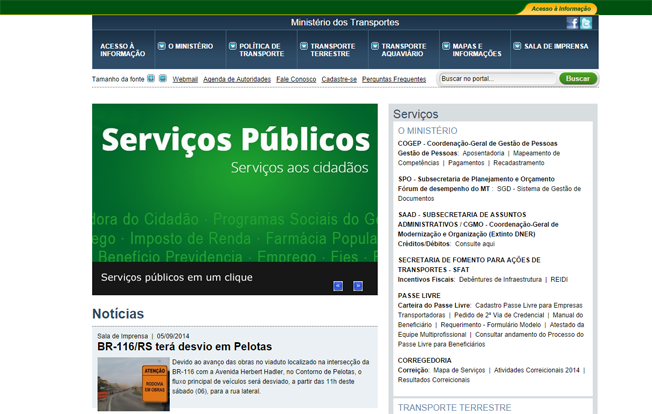 Acesso à Informação
Ministério dos Transportes
ACESSO À INFORMAÇÃO
O MINISTÉRIO
POLÍTICA DE TRANSPORTE
TRANSPORTE TERRESTRE
TRANSPORTE AQUAVIÁRIO
MAPAS E INFORMAÇÕES
SALA DE IMPRENSA
Tamanho da fonte Webmail Agenda de Autoridades Fale Conosco Cadastre-se Perguntas Frequentes
Buscar no portal... Buscar
Serviços Públicos
Serviços aos cidadãos
dora do Cidadão · Programas Sociais do Go
ego · Imposto de Renda · Farmácia Popula
Benefício Previdencia · Emprego · Fies · F
Serviços públicos em um clique
« »
Notícias
Sala de Imprensa | 05/09/2014
BR-116/RS terá desvio em Pelotas
ATENÇÃO
RODOVIA
EM OBRAS
Devido ao avanço das obras no viaduto localizado na intersecção da
BR-116 com a Avenida Herbert Hadler, no Contorno de Pelotas, o
fluxo principal de veículos será desviado, a partir das 11h deste
sábado (06), para a rua lateral.
Serviços
O MINISTÉRIO
COGEP - Coordenação-Geral de Gestão de Pessoas
Gestão de Pessoas: Aposentadoria | Mapeamento de
Competências | Pagamentos | Recadastramento
SPO - Subsecretaria de Planejamento e Orçamento
Fórum de desempenho do MT : SGD - Sistema de Gestão de
Documentos
SAAD - SUBSECRETARIA DE ASSUNTOS
ADMINISTRATIVOS / CGMO - Coordenação-Geral de
Modernização e Organização (Extinto DNER)
Créditos/Débitos: Consulte aqui
SECRETARIA DE FOMENTO PARA AÇÕES DE
TRANSPORTES - SFAT
Incentivos Fiscais: Debêntures de Infraestrutura | REIDI
PASSE LIVRE
Carteira do Passe Livre: Cadastro Passe Livre para Empresas
Transportadoras | Pedido de 2ª Via de Credencial | Manual do
Beneficiário | Requerimento - Formulário Modelo | Atestado da
Equipe Multiprofissional | Consultar andamento do Processo do
Passe Livre para Beneficiários
CORREGEDORIA
Correição: Mapa de Serviços | Atividades Correicionais 2014 |
Resultados Correicionais
TRANSPORTE TERRESTRE